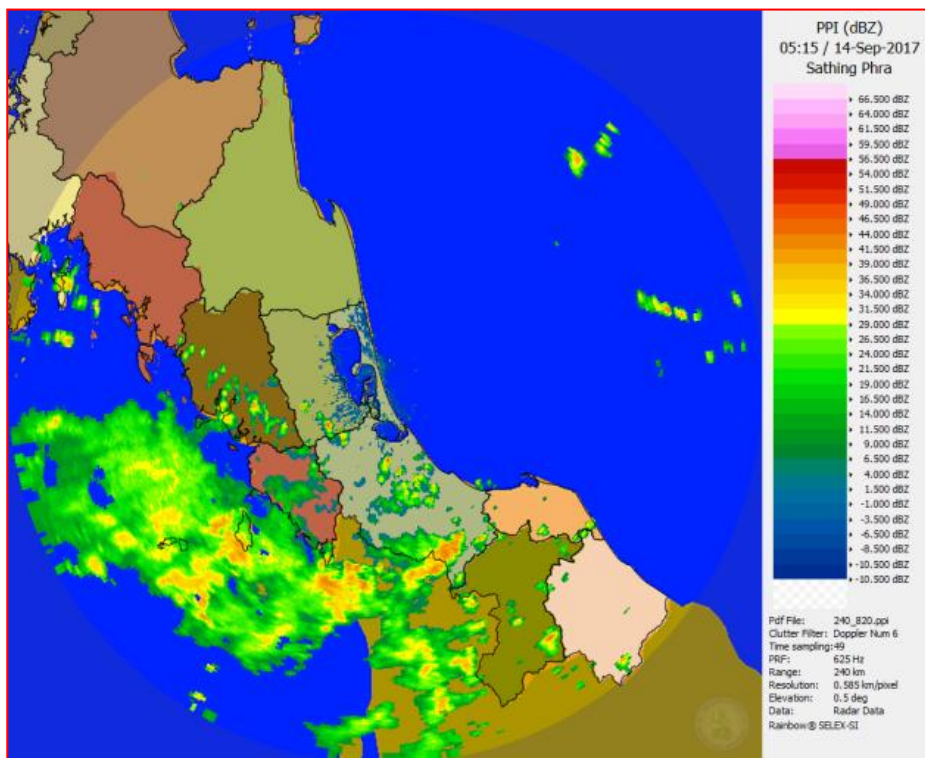 PPI (dBZ)
05:15 / 14-Sep-2017
Sathing Phra
66.500 dBZ
64.000 dBZ
61.500 dBZ
59.500 dBZ
56.500 dBZ
54.000 dBZ
51.500 dBZ
49.000 dBZ
46.500 dBZ
44.000 dBZ
41.500 dBZ
39.000 dBZ
36.500 dBZ
34.000 dBZ
31.500 dBZ
29.000 dBZ
26.500 dBZ
24.000 dBZ
21.500 dBZ
19.000 dBZ
16.500 dBZ
14.000 dBZ
11.500 dBZ
9.000 dBZ
6.500 dBZ
4.000 dBZ
1.500 dBZ
-1.000 dBZ
-3.500 dBZ
-6.500 dBZ
-8.500 dBZ
-10.500 dBZ
-10.500 dBZ
Pdf File: 240_820.ppi
Clutter Filter: Doppler Num 6
Time sampling: 49
PRF: 625 Hz
Range: 240 km
Resolution: 0.585 km/pixel
Elevation: 0.5 deg
Data: Radar Data
Rainbow® SELEX-SI